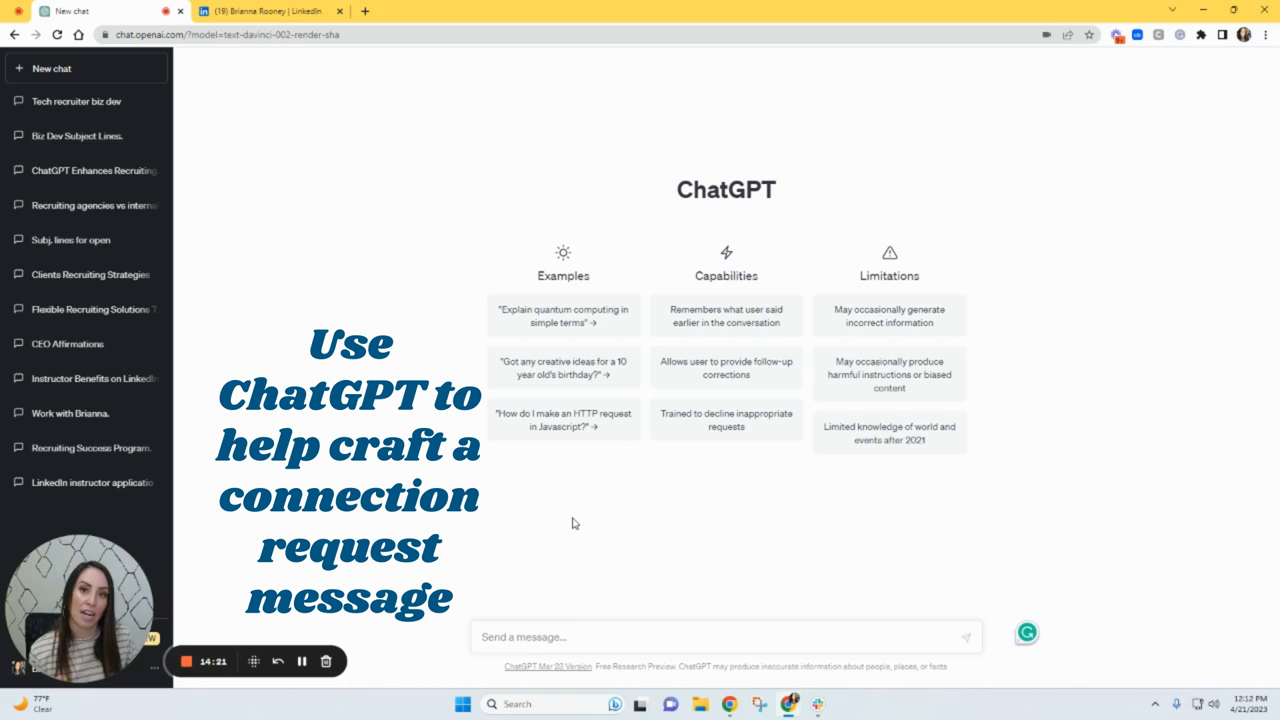 New chat
(19) Brianna Rooney | LinkedIn
chat.openai.com/?model=text-davinci-002-render-sha
New chat
Tech recruiter biz dev
Biz Dev Subject Lines.
ChatGPT Enhances Recruiting
Recruiting agencies vs interna
Subj. lines for open
Clients Recruiting Strategies
Flexible Recruiting Solutions T
CEO Affirmations
Instructor Benefits on LinkedIn
Work with Brianna.
Recruiting Success Program.
LinkedIn instructor applicatio
Use
ChatGPT to
help craft a
connection
request
message
ChatGPT
Examples
"Explain quantum computing in
simple terms" →
"Got any creative ideas for a 10
year old's birthday?" →
"How do I make an HTTP request
in Javascript?" →
Capabilities
Remembers what user said
earlier in the conversation
Allows user to provide follow-up
corrections
Trained to decline inappropriate
requests
Limitations
May occasionally generate
incorrect information
May occasionally produce
harmful instructions or biased
content
Limited knowledge of world and
events after 2021
Send a message...
ChatGPT Mar 23 Version. Free Research Preview. ChatGPT may produce inaccurate information about people, places, or facts.
14:21
77°F
Clear
Search
12:12 PM
4/21/2023